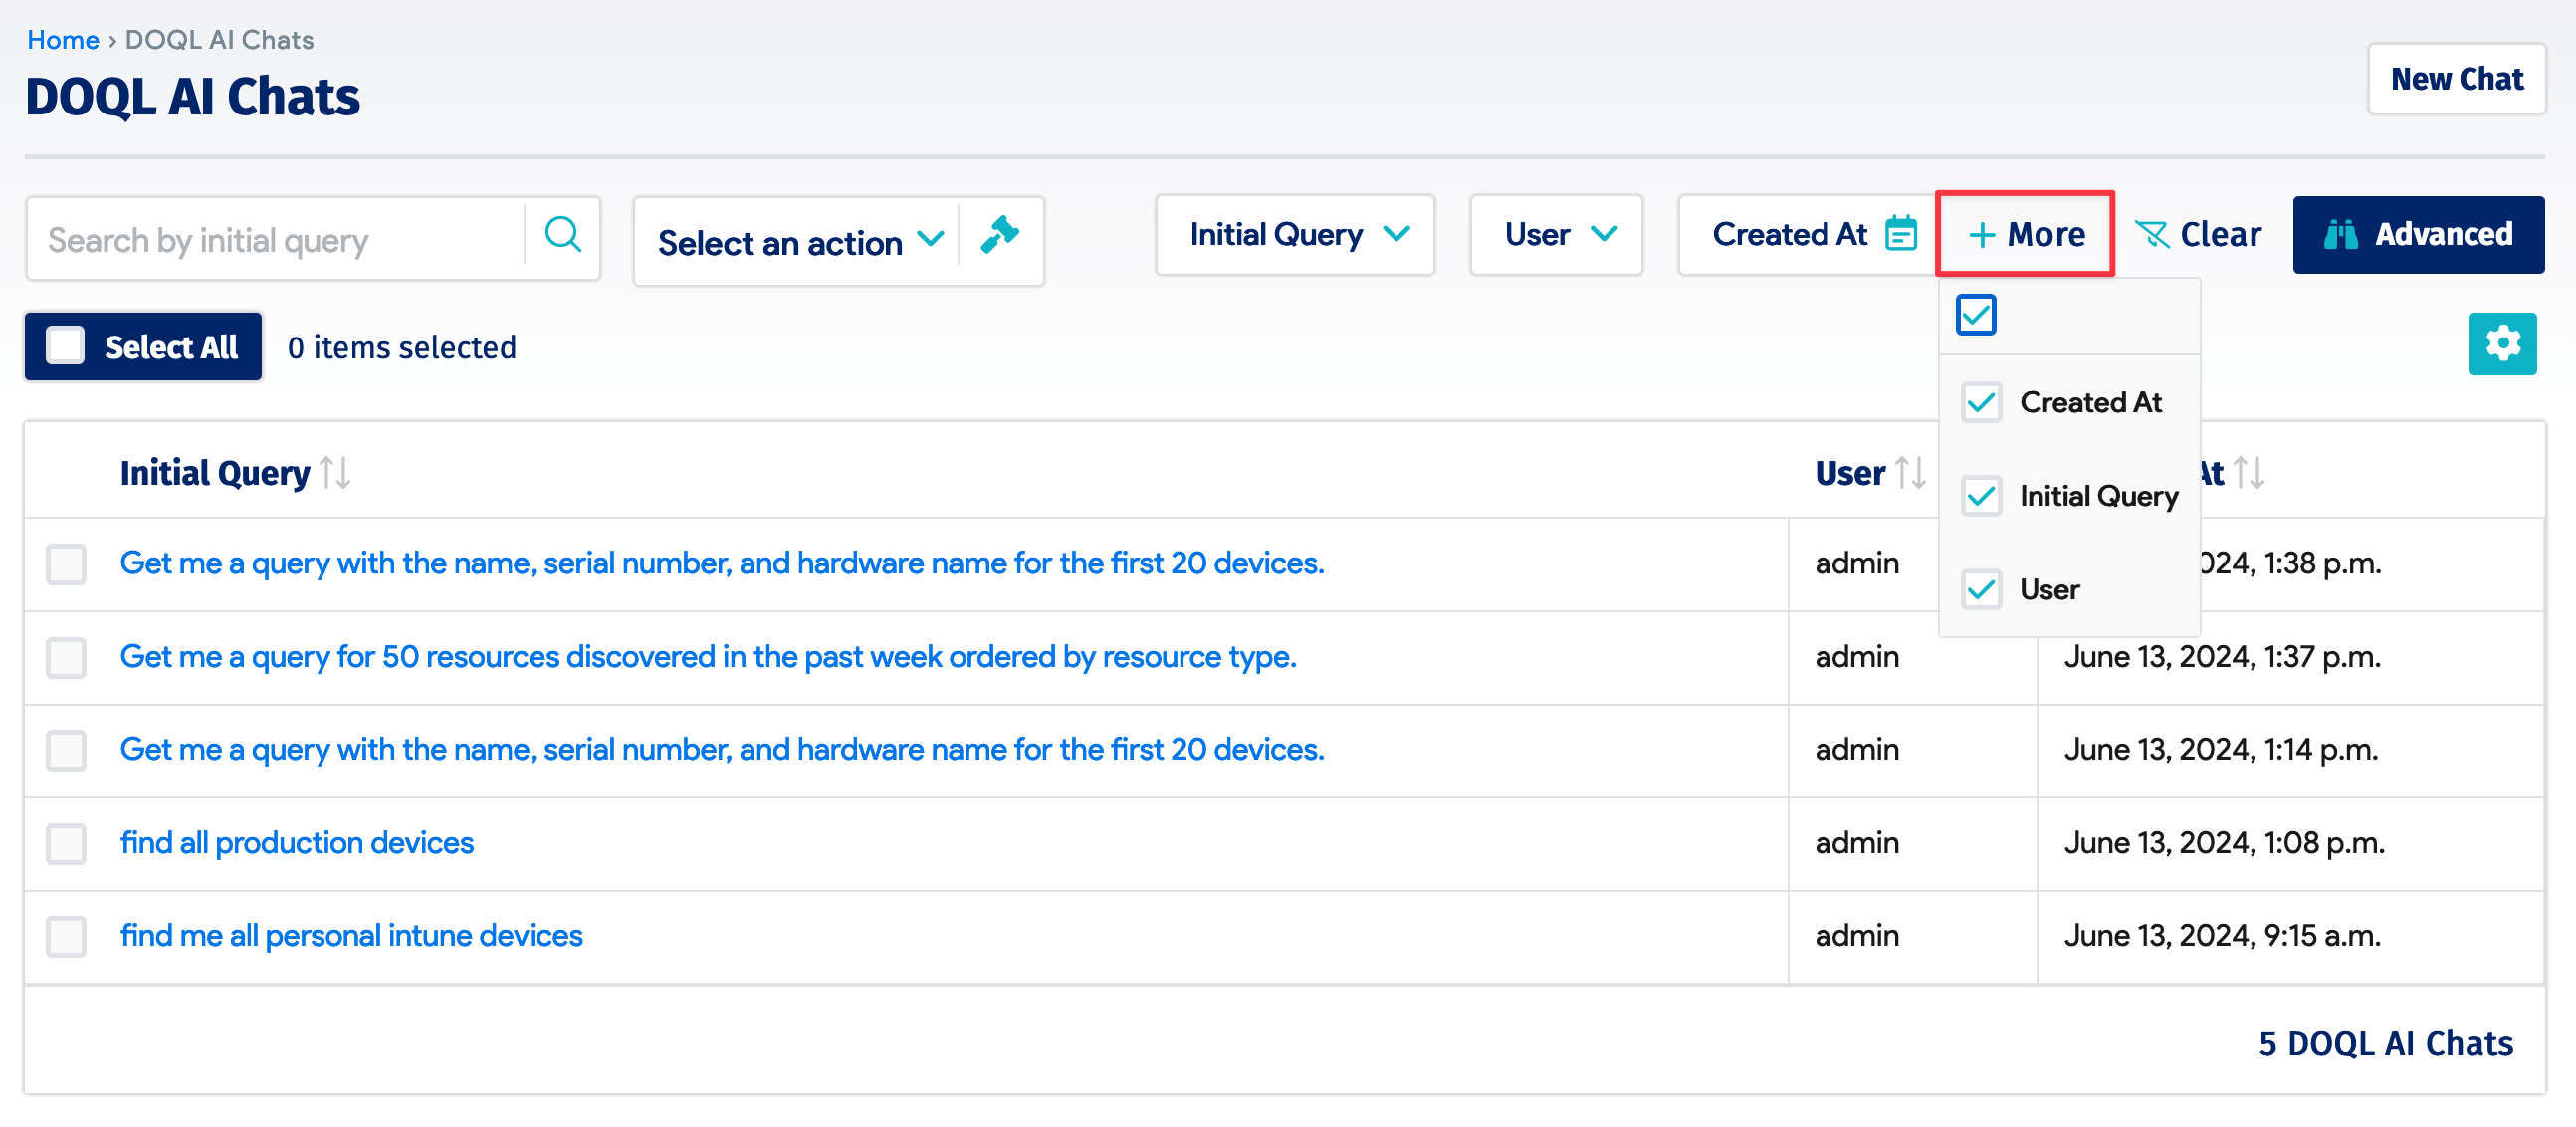 Home › DOQL AI Chats
DOQL AI Chats
New Chat
Search by initial query
Select an action
Initial Query
User
Created At
+ More
Clear
Advanced
Select All
0 items selected
Created At
Initial Query
User
Initial Query
User
At
Get me a query with the name, serial number, and hardware name for the first 20 devices.
admin
024, 1:38 p.m.
Get me a query for 50 resources discovered in the past week ordered by resource type.
admin
June 13, 2024, 1:37 p.m.
Get me a query with the name, serial number, and hardware name for the first 20 devices.
admin
June 13, 2024, 1:14 p.m.
find all production devices
admin
June 13, 2024, 1:08 p.m.
find me all personal intune devices
admin
June 13, 2024, 9:15 a.m.
5 DOQL AI Chats